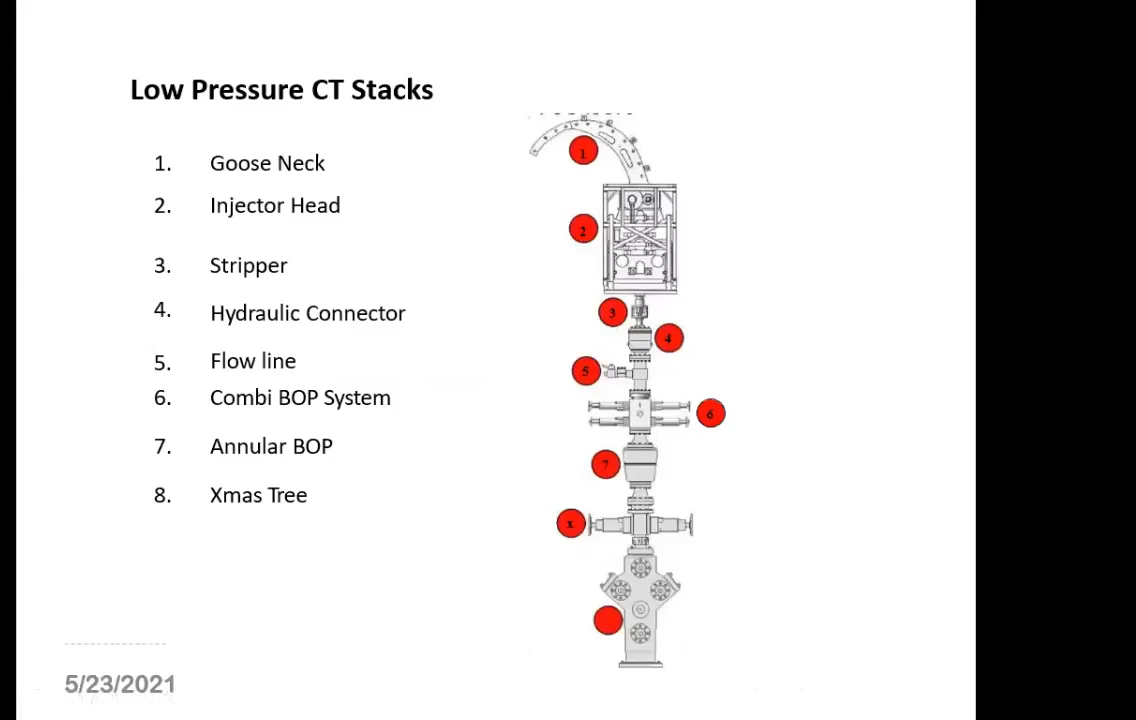 Low Pressure CT Stacks
1. Goose Neck
2. Injector Head
3. Stripper
4. Hydraulic Connector
5. Flow line
6. Combi BOP System
7. Annular BOP
8. Xmas Tree
1
2
3
4
5
6
7
x
5/23/2021